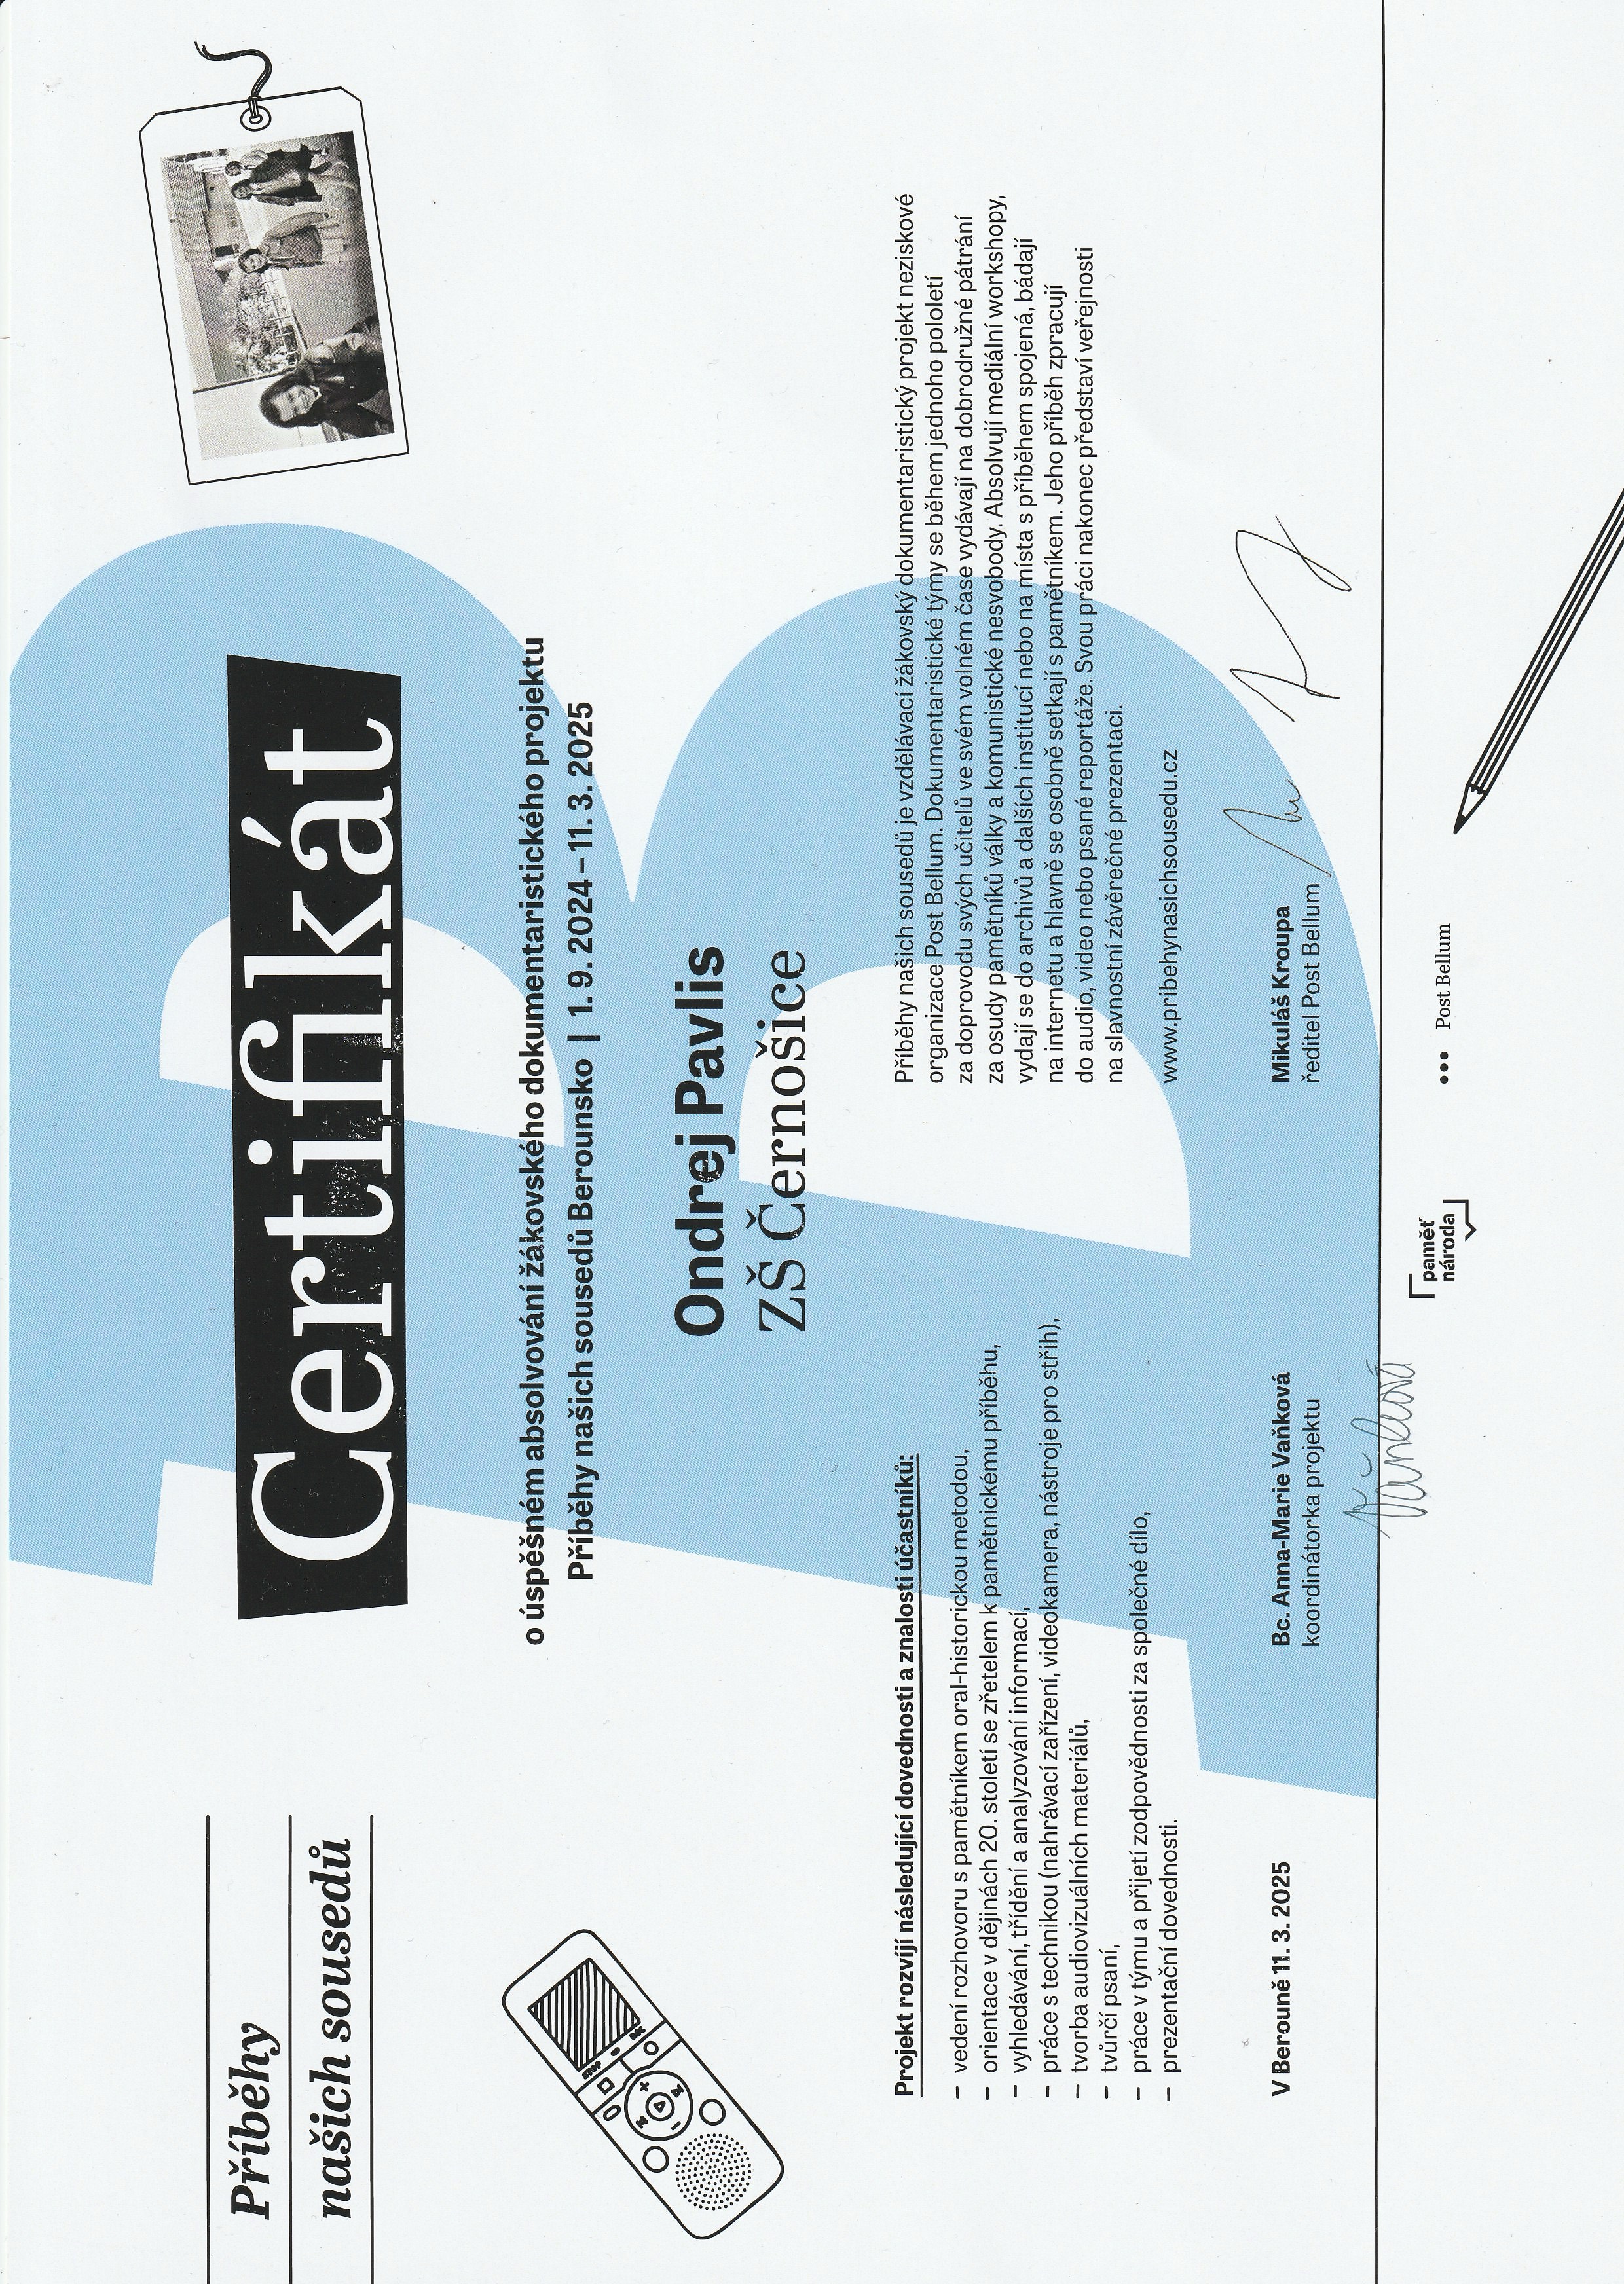 Příběhy
našich sousedů
Certifikát
o úspěšném absolvování žákovského dokumentaristického projektu
Příběhy našich sousedů Berounsko | 1. 9. 2024 – 11. 3. 2025
Ondrej Pavlis
ZŠ Černošice
Projekt rozvíjí následující dovednosti a znalosti účastníků:
– vedení rozhovoru s pamětníkem oral-historickou metodou,
– orientace v dějinách 20. století se zřetelem k pamětnickému příběhu,
– vyhledávání, třídění a analyzování informací,
– práce s technikou (nahrávací zařízení, videokamera, nástroje pro střih),
– tvorba audiovizuálních materiálů,
– tvůrčí psaní,
– práce v týmu a přijetí zodpovědnosti za společné dílo,
– prezentační dovednosti.
Příběhy našich sousedů je vzdělávací žákovský dokumentaristický projekt neziskové
organizace Post Bellum. Dokumentaristické týmy se během jednoho pololetí
za doprovodu svých učitelů ve svém volném čase vydávají na dobrodružné pátrání
za osudy pamětníků války a komunistické nesvobody. Absolvují mediální workshopy,
vydají se do archivů a dalších institucí nebo na místa s příběhem spojená, bádají
na internetu a hlavně se osobně setkají s pamětníkem. Jeho příběh zpracují
do audio, video nebo psané reportáže. Svou práci nakonec představí veřejnosti
na slavnostní závěrečné prezentaci.
www.pribehynasichsousedu.cz
V Berouně 11. 3. 2025
Bc. Anna-Marie Vaňková
koordinátorka projektu
Vaňková
Mikuláš Kroupa
ředitel Post Bellum
paměť
národa
••• Post Bellum